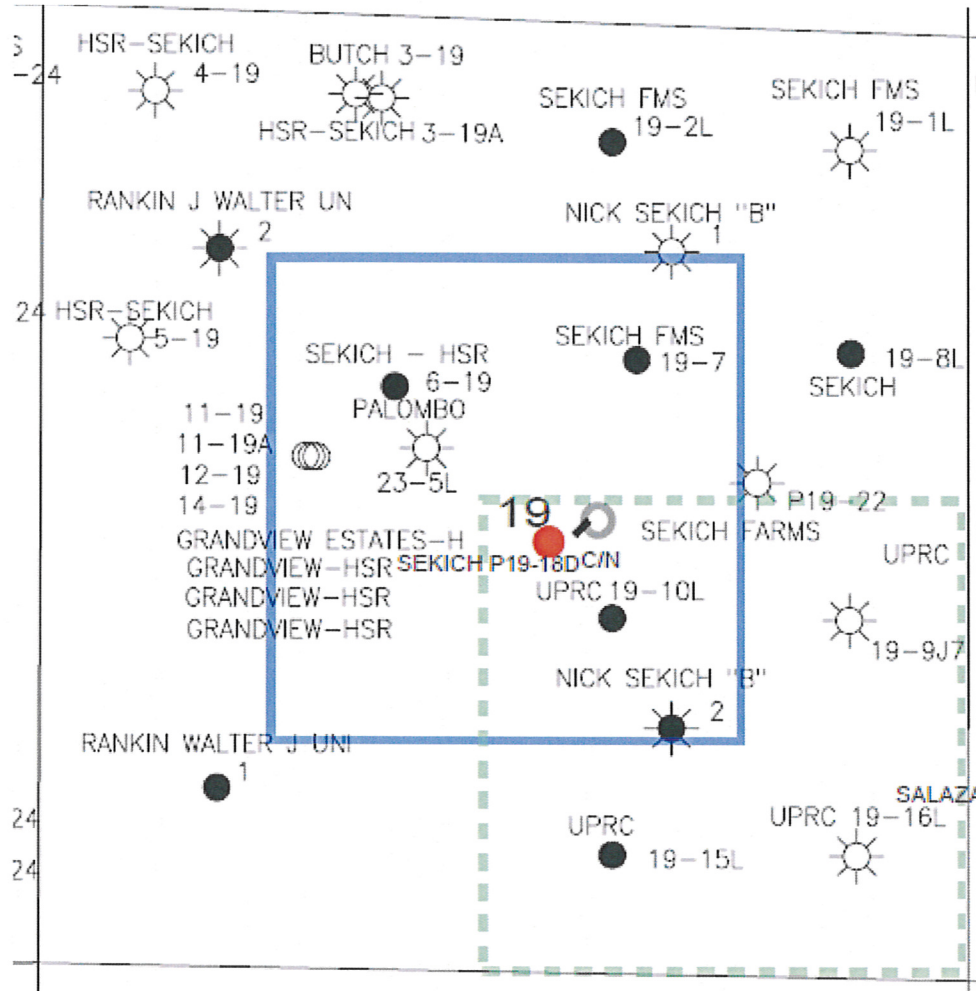 S
HSR-SEKICH
-24
4-19
BUTCH 3-19
HSR-SEKICH 3-19A
SEKICH FMS
19-2L
SEKICH FMS
19-1L
RANKIN J WALTER UN
2
NICK SEKICH "B"
1
24
HSR-SEKICH
5-19
SEKICH - HSR
6-19
SEKICH FMS
19-7
19-8L
SEKICH
PALOMBO
23-5L
11-19
11-19A
12-19
14-19
P19-22
19
SEKICH FARMS
GRANDVIEW ESTATES-H
GRANDVIEW-HSR
GRANDVIEW-HSR
GRANDVIEW-HSR
SEKICH P19-18D
C/N
UPRC
UPRC 19-10L
19-9J7
NICK SEKICH "B"
2
RANKIN WALTER J UNI
1
24
24
UPRC
19-15L
SALAZA
UPRC 19-16L